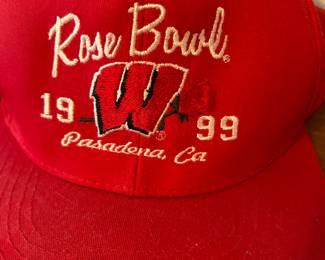 Rose Bowl®
19 W® 99
Pasadena, Ca